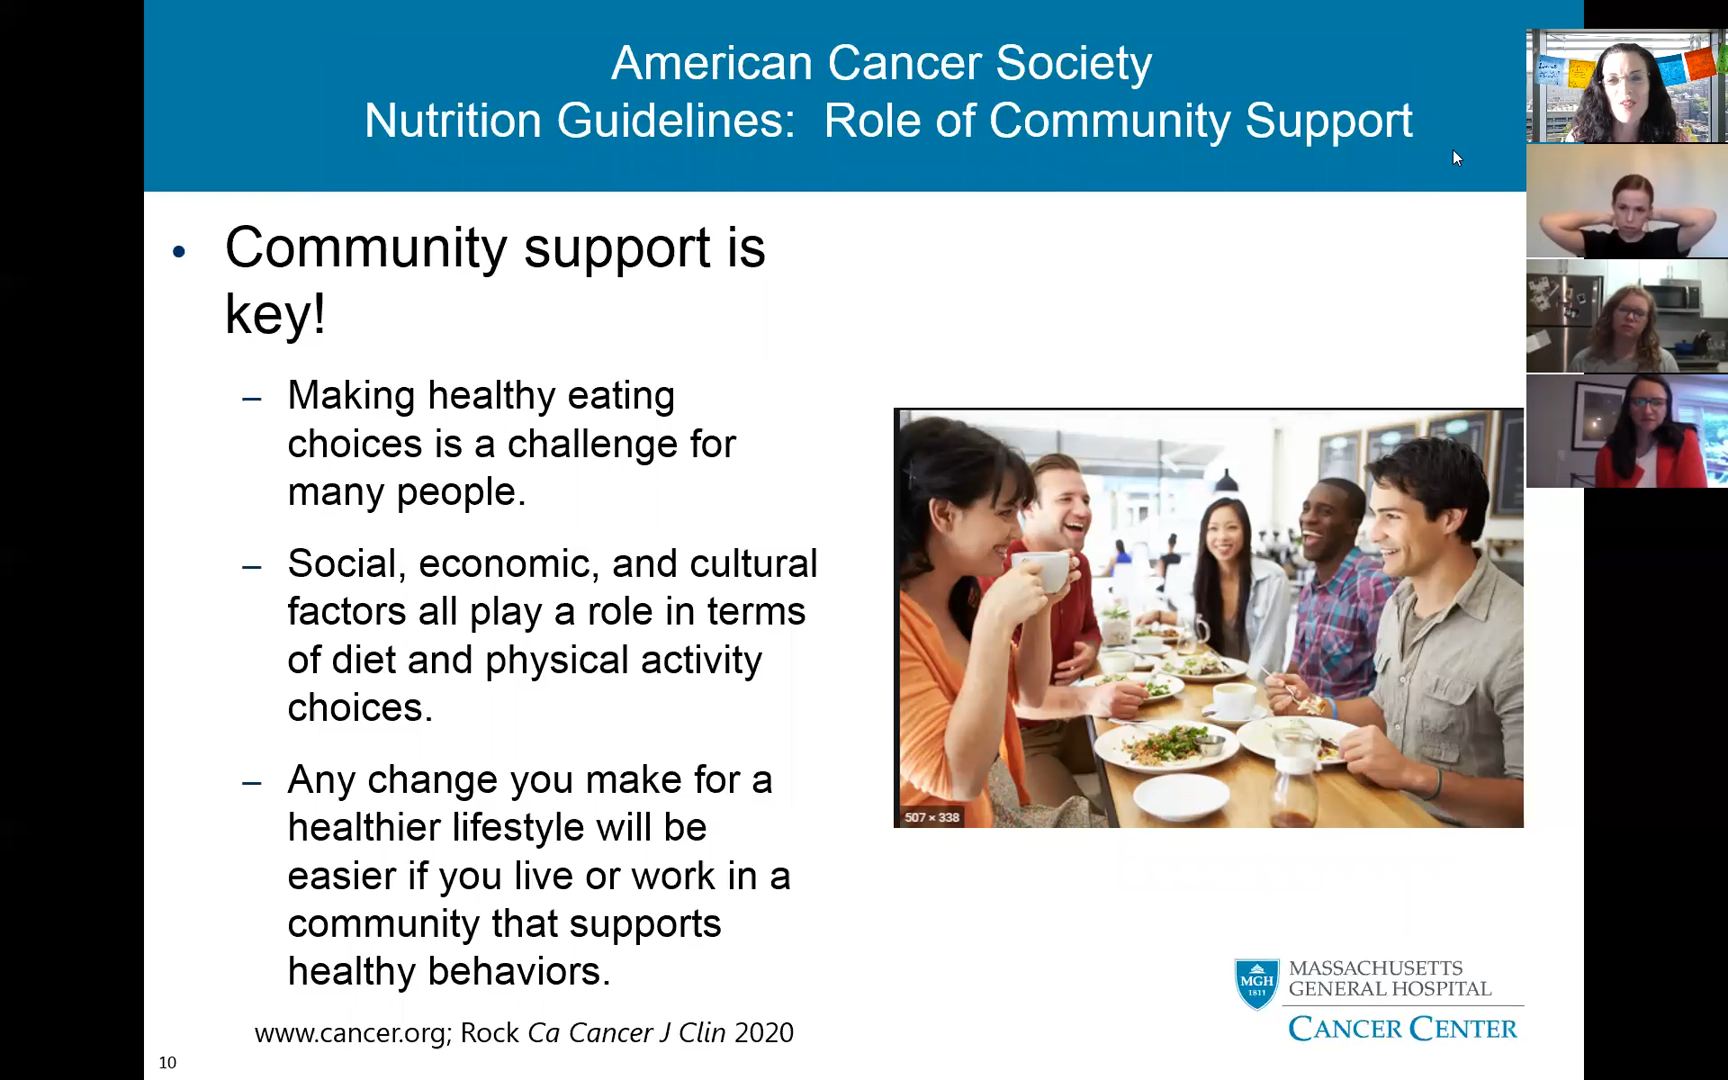 American Cancer Society
Nutrition Guidelines: Role of Community Support
• Community support is
key!
– Making healthy eating
choices is a challenge for
many people.
– Social, economic, and cultural
factors all play a role in terms
of diet and physical activity
choices.
– Any change you make for a
healthier lifestyle will be
easier if you live or work in a
community that supports
healthy behaviors.
507 × 338
www.cancer.org; Rock Ca Cancer J Clin 2020
10
MGH
1811
MASSACHUSETTS
GENERAL HOSPITAL
CANCER CENTER